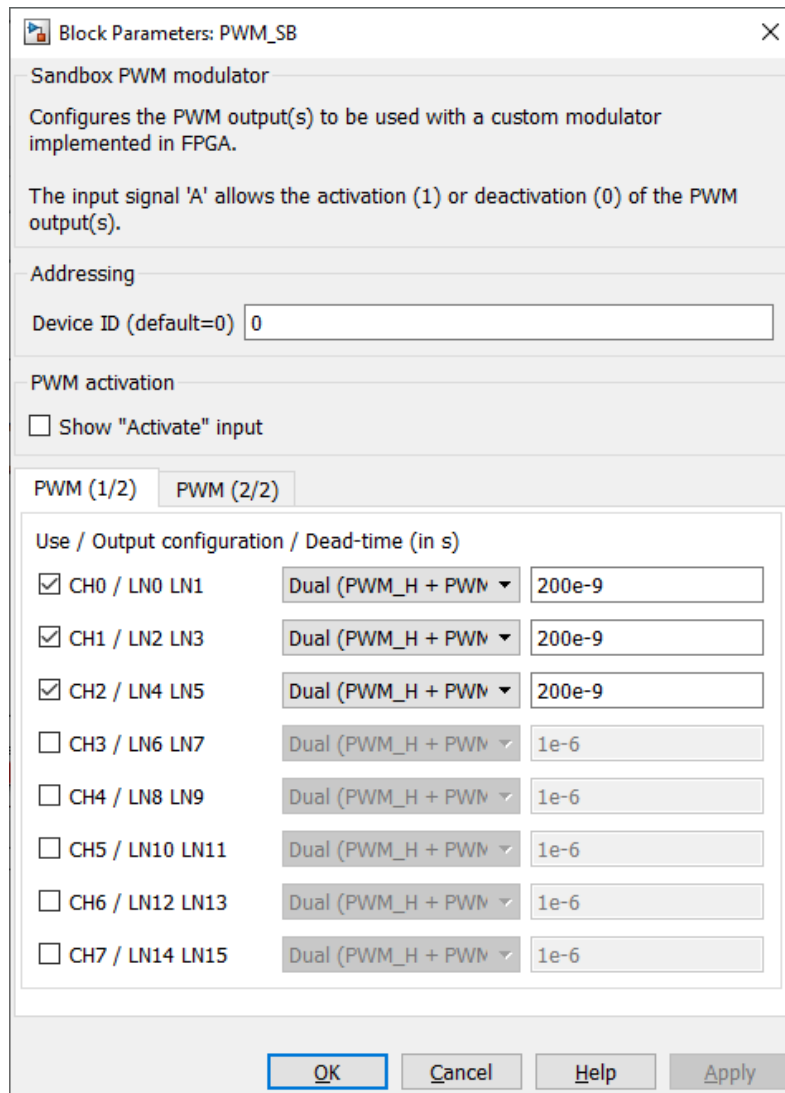 Block Parameters: PWM_SB
Sandbox PWM modulator
Configures the PWM output(s) to be used with a custom modulator
implemented in FPGA.
The input signal 'A' allows the activation (1) or deactivation (0) of the PWM
output(s).
Addressing
Device ID (default=0) 0
PWM activation
Show "Activate" input
PWM (1/2) PWM (2/2)
Use / Output configuration / Dead-time (in s)
CH0 / LN0 LN1 Dual (PWM_H + PWM 200e-9
CH1 / LN2 LN3 Dual (PWM_H + PWM 200e-9
CH2 / LN4 LN5 Dual (PWM_H + PWM 200e-9
CH3 / LN6 LN7 Dual (PWM_H + PWM 1e-6
CH4 / LN8 LN9 Dual (PWM_H + PWM 1e-6
CH5 / LN10 LN11 Dual (PWM_H + PWM 1e-6
CH6 / LN12 LN13 Dual (PWM_H + PWM 1e-6
CH7 / LN14 LN15 Dual (PWM_H + PWM 1e-6
OK Cancel Help Apply